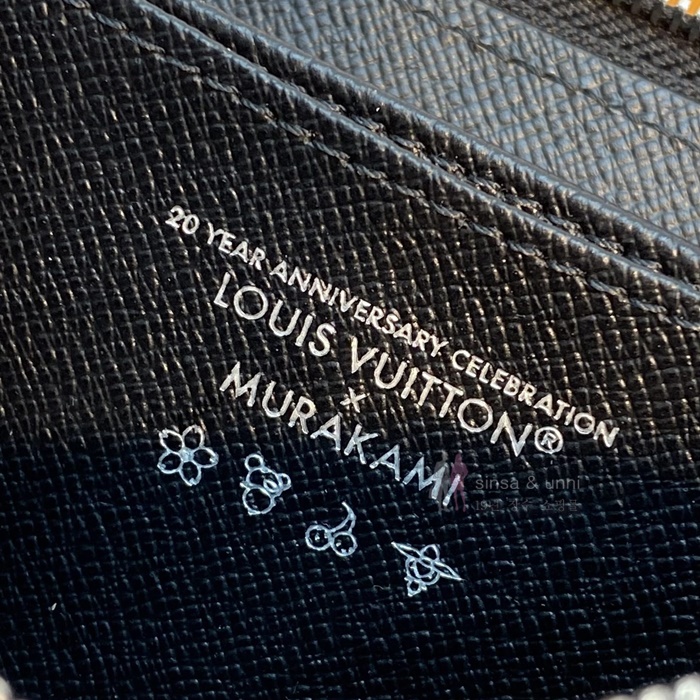 20 YEAR ANNIVERSARY CELEBRATION
LOUIS VUITTON®
x
MURAKAMI
sinsa & unni